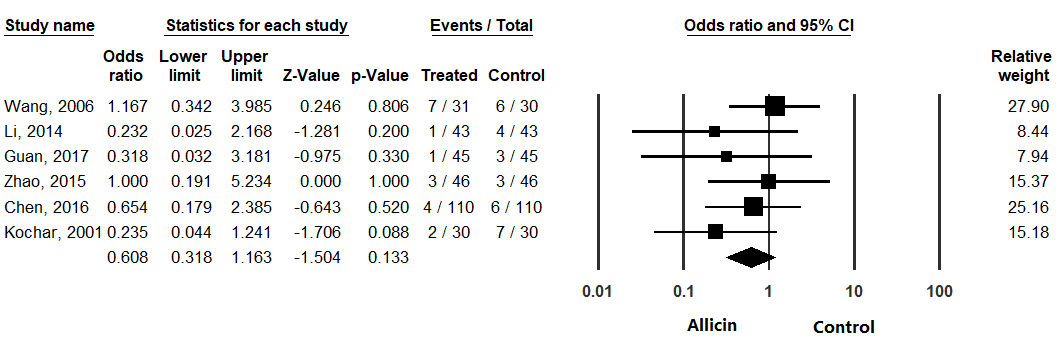 Study name Statistics for each study Events / Total Odds ratio and 95% CI
Odds Lower Upper Relative
ratio limit limit Z-Value p-Value Treated Control weight
Wang, 2006 1.167 0.342 3.985 0.246 0.806 7 / 31 6 / 30 27.90
Li, 2014 0.232 0.025 2.168 -1.281 0.200 1 / 43 4 / 43 8.44
Guan, 2017 0.318 0.032 3.181 -0.975 0.330 1 / 45 3 / 45 7.94
Zhao, 2015 1.000 0.191 5.234 0.000 1.000 3 / 46 3 / 46 15.37
Chen, 2016 0.654 0.179 2.385 -0.643 0.520 4 / 110 6 / 110 25.16
Kochar, 2001 0.235 0.044 1.241 -1.706 0.088 2 / 30 7 / 30 15.18
0.608 0.318 1.163 -1.504 0.133
0.01 0.1 1 10 100
Allicin Control